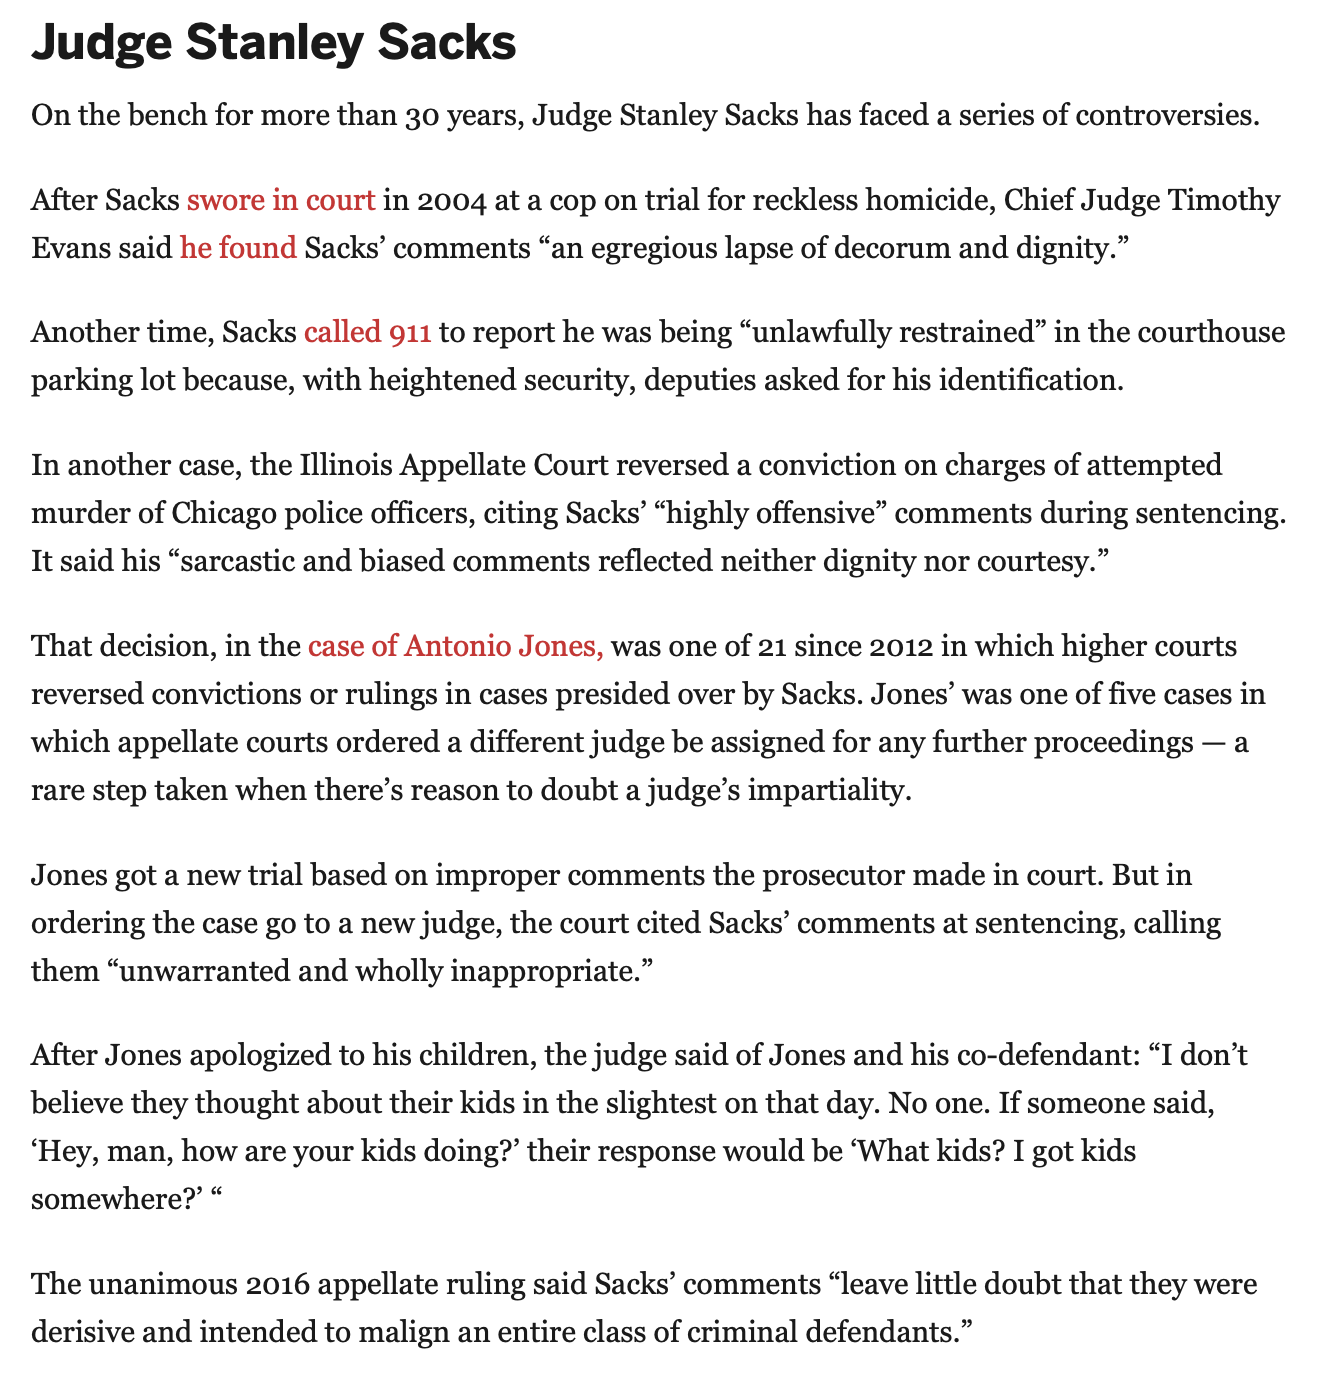 Judge Stanley Sacks
On the bench for more than 30 years, Judge Stanley Sacks has faced a series of controversies.
After Sacks swore in court in 2004 at a cop on trial for reckless homicide, Chief Judge Timothy
Evans said he found Sacks’ comments “an egregious lapse of decorum and dignity.”
Another time, Sacks called 911 to report he was being “unlawfully restrained” in the courthouse
parking lot because, with heightened security, deputies asked for his identification.
In another case, the Illinois Appellate Court reversed a conviction on charges of attempted
murder of Chicago police officers, citing Sacks’ “highly offensive” comments during sentencing.
It said his “sarcastic and biased comments reflected neither dignity nor courtesy.”
That decision, in the case of Antonio Jones, was one of 21 since 2012 in which higher courts
reversed convictions or rulings in cases presided over by Sacks. Jones’ was one of five cases in
which appellate courts ordered a different judge be assigned for any further proceedings — a
rare step taken when there’s reason to doubt a judge’s impartiality.
Jones got a new trial based on improper comments the prosecutor made in court. But in
ordering the case go to a new judge, the court cited Sacks’ comments at sentencing, calling
them “unwarranted and wholly inappropriate.”
After Jones apologized to his children, the judge said of Jones and his co-defendant: “I don’t
believe they thought about their kids in the slightest on that day. No one. If someone said,
‘Hey, man, how are your kids doing?’ their response would be ‘What kids? I got kids
somewhere?’ “
The unanimous 2016 appellate ruling said Sacks’ comments “leave little doubt that they were
derisive and intended to malign an entire class of criminal defendants.”